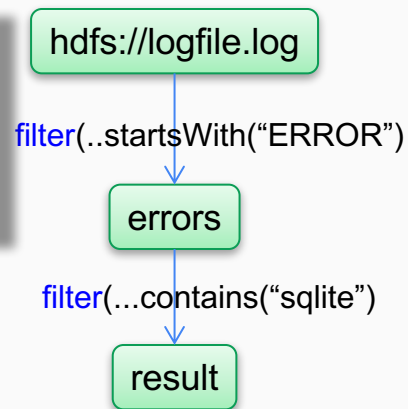 hdfs://logfile.log
filter(..startsWith(“ERROR”)
errors
filter(...contains(“sqlite”)
result